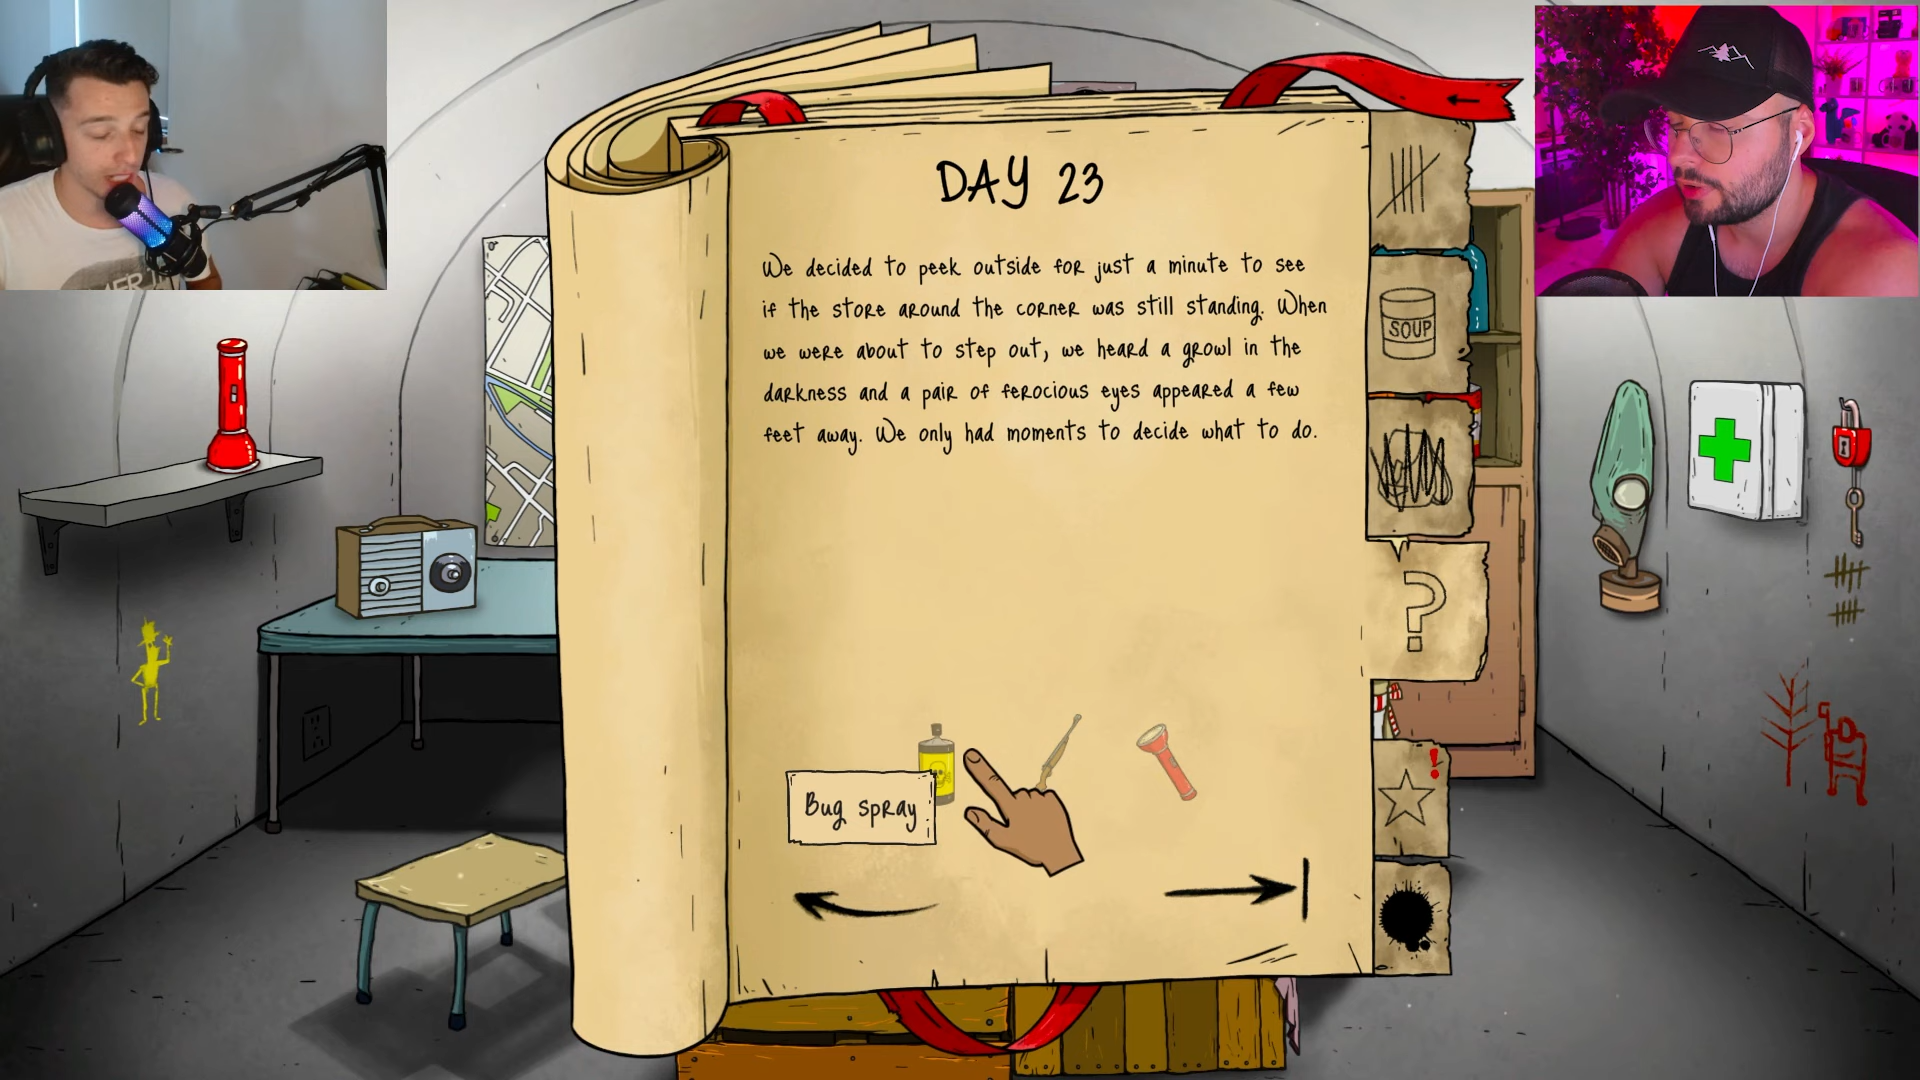 DAY 23
We decided to peek outside for just a minute to see
if the store around the corner was still standing. When
we were about to step out, we heard a growl in the
darkness and a pair of ferocious eyes appeared a few
feet away. We only had moments to decide what to do.
SOUP
?
!
Bug spray